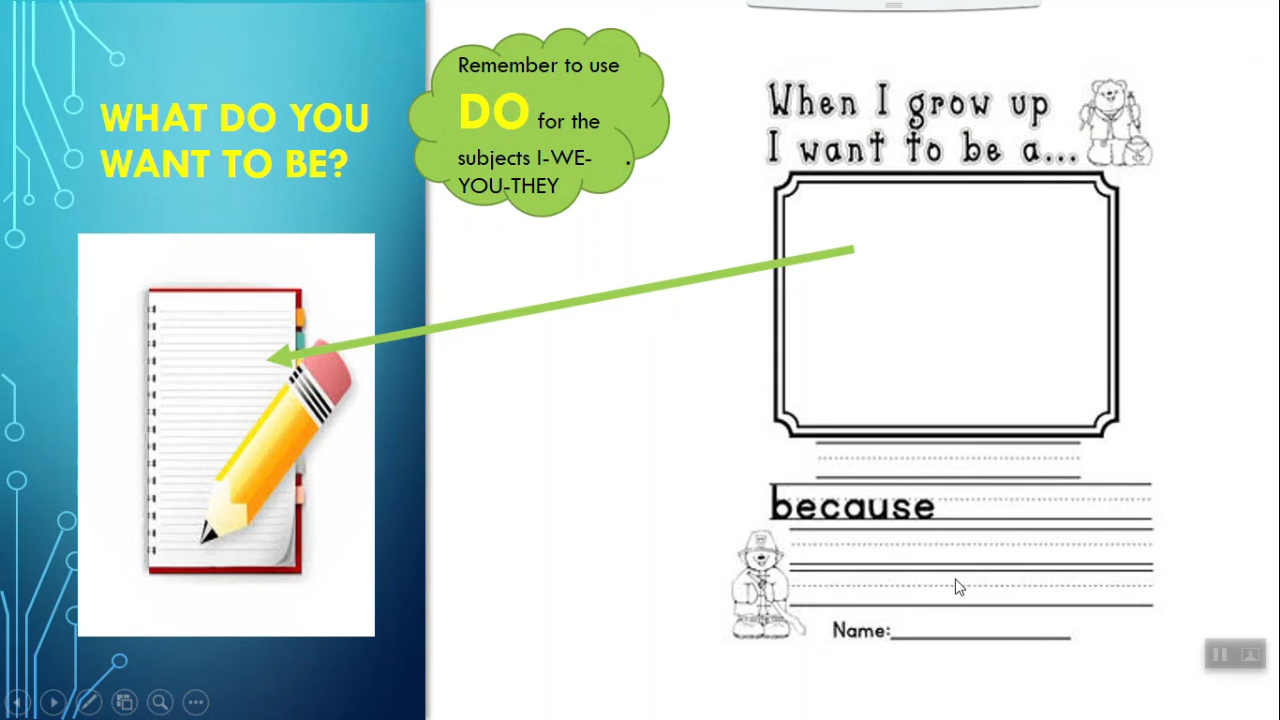 WHAT DO YOU
WANT TO BE?
Remember to use
DO for the
subjects I-WE- .
YOU-THEY
When I grow up
I want to be a...
because
Name: